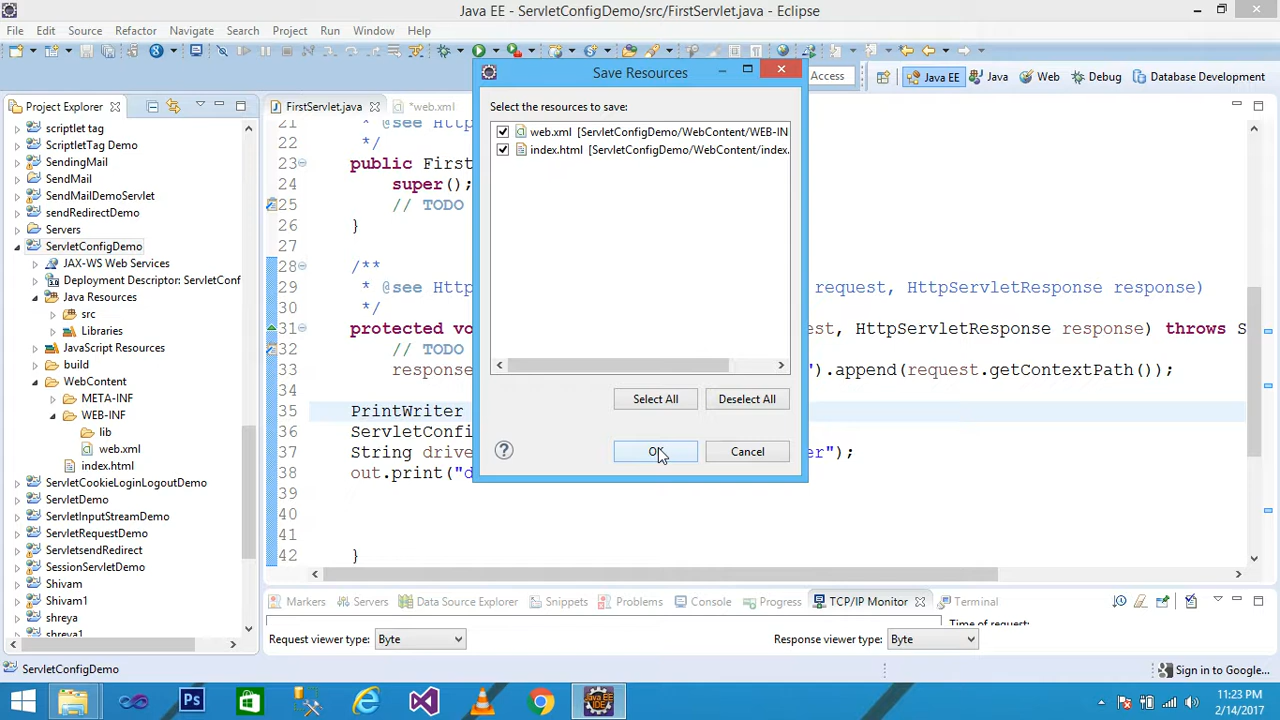 Java EE - ServletConfigDemo/src/FirstServlet.java - Eclipse
File Edit Source Refactor Navigate Search Project Run Window Help
Access Java EE Java Web Debug Database Development
Project Explorer
scriptlet tag
ScriptletTag Demo
SendingMail
SendMail
SendMailDemoServlet
sendRedirectDemo
Servers
ServletConfigDemo
JAX-WS Web Services
Deployment Descriptor: ServletConf
Java Resources
src
Libraries
JavaScript Resources
build
WebContent
META-INF
WEB-INF
lib
web.xml
index.html
ServletCookieLoginLogoutDemo
ServletDemo
ServletInputStreamDemo
ServletRequestDemo
ServletsendRedirect
SessionServletDemo
Shivam
Shivam1
shreya
shreya1
FirstServlet.java *web.xml
21 * @see Htt
22 */
23 public Firs
24 super();
25 // TODO
26 }
27
28 /**
29 * @see Htt request, HttpServletResponse response)
30 */
31 protected vo est, HttpServletResponse response) throws S
32 // TODO
33 response ").append(request.getContextPath());
34
35 PrintWriter
36 ServletConfi
37 String drive er");
38 out.print("d
39
40
41
42 }
Save Resources
Select the resources to save:
web.xml [ServletConfigDemo/WebContent/WEB-IN
index.html [ServletConfigDemo/WebContent/index.
Select All Deselect All
OK Cancel
Markers Servers Data Source Explorer Snippets Problems Console Progress TCP/IP Monitor Terminal
Time of request:
Request viewer type: Byte Response viewer type: Byte
ServletConfigDemo
Sign in to Google...
11:23 PM
2/14/2017